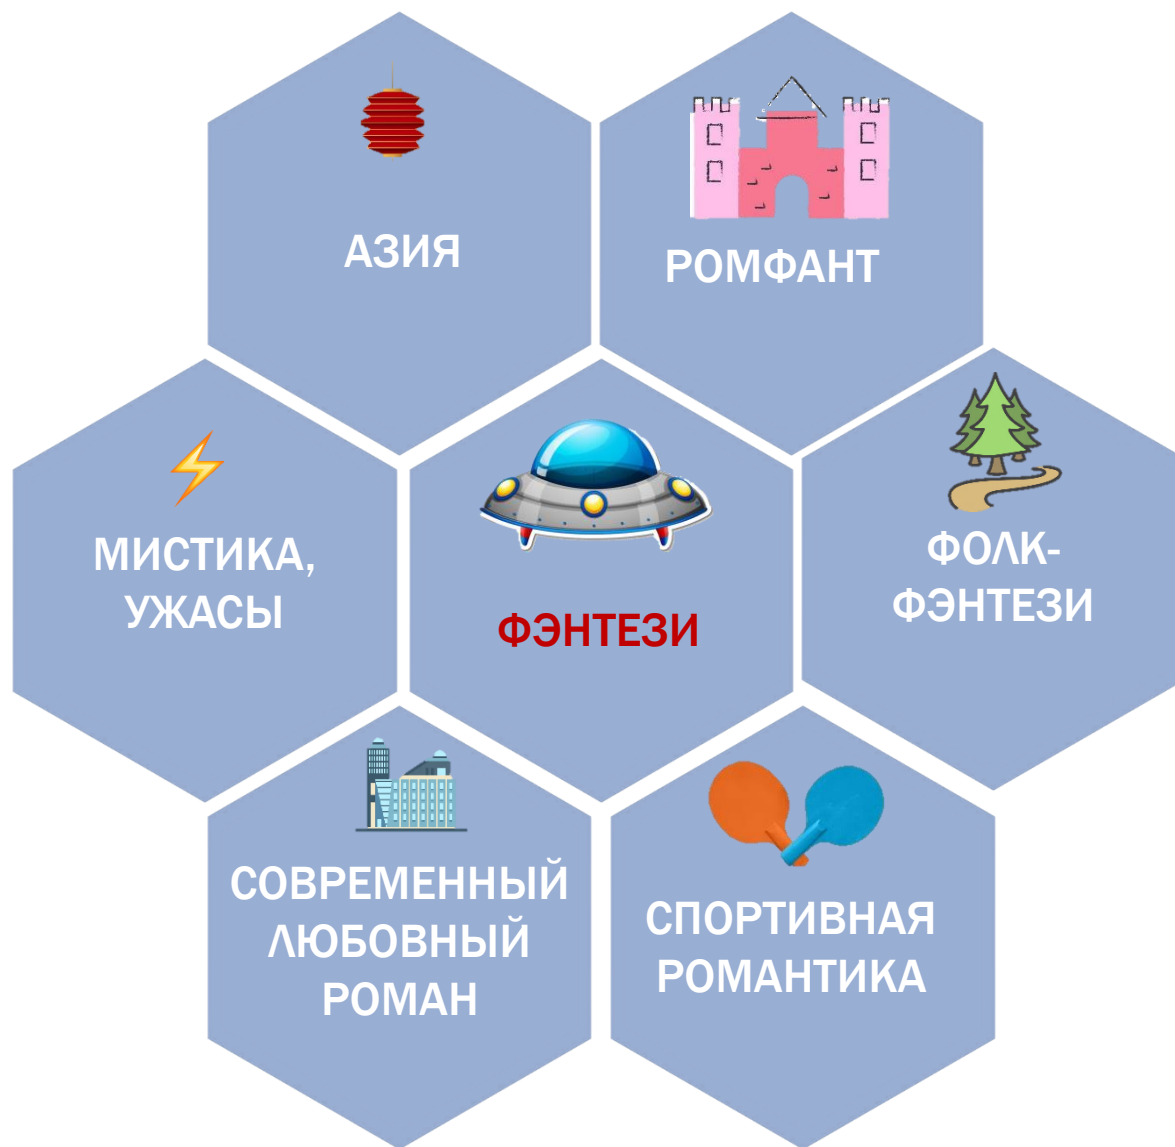 АЗИЯ
РОМФАНТ
МИСТИКА,
УЖАСЫ
ФЭНТЕЗИ
ФОЛК-
ФЭНТЕЗИ
СОВРЕМЕННЫЙ
ЛЮБОВНЫЙ
РОМАН
СПОРТИВНАЯ
РОМАНТИКА